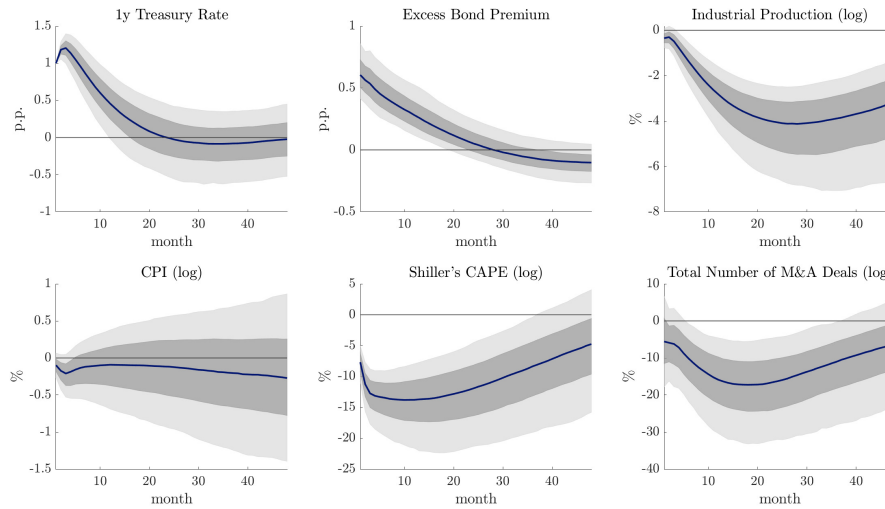 1y Treasury Rate
1.5
1
0.5
0
-0.5
-1
p.p.
10 20 30 40
month
Excess Bond Premium
1
0.5
0
-0.5
p.p.
10 20 30 40
month
Industrial Production (log)
0
-2
-4
-6
-8
%
10 20 30 40
month
CPI (log)
1
0.5
0
-0.5
-1
-1.5
%
10 20 30 40
month
Shiller's CAPE (log)
5
0
-5
-10
-15
-20
-25
%
10 20 30 40
month
Total Number of M&A Deals (log
10
0
-10
-20
-30
-40
%
10 20 30 40
month